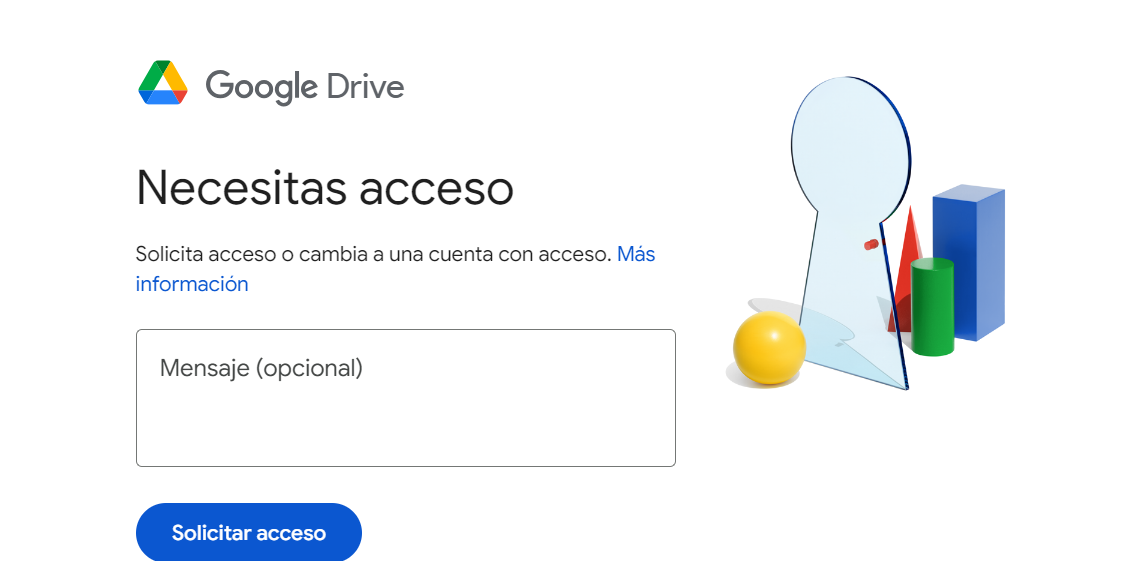 Google Drive
Necesitas acceso
Solicita acceso o cambia a una cuenta con acceso. Más
información
Mensaje (opcional)
Solicitar acceso